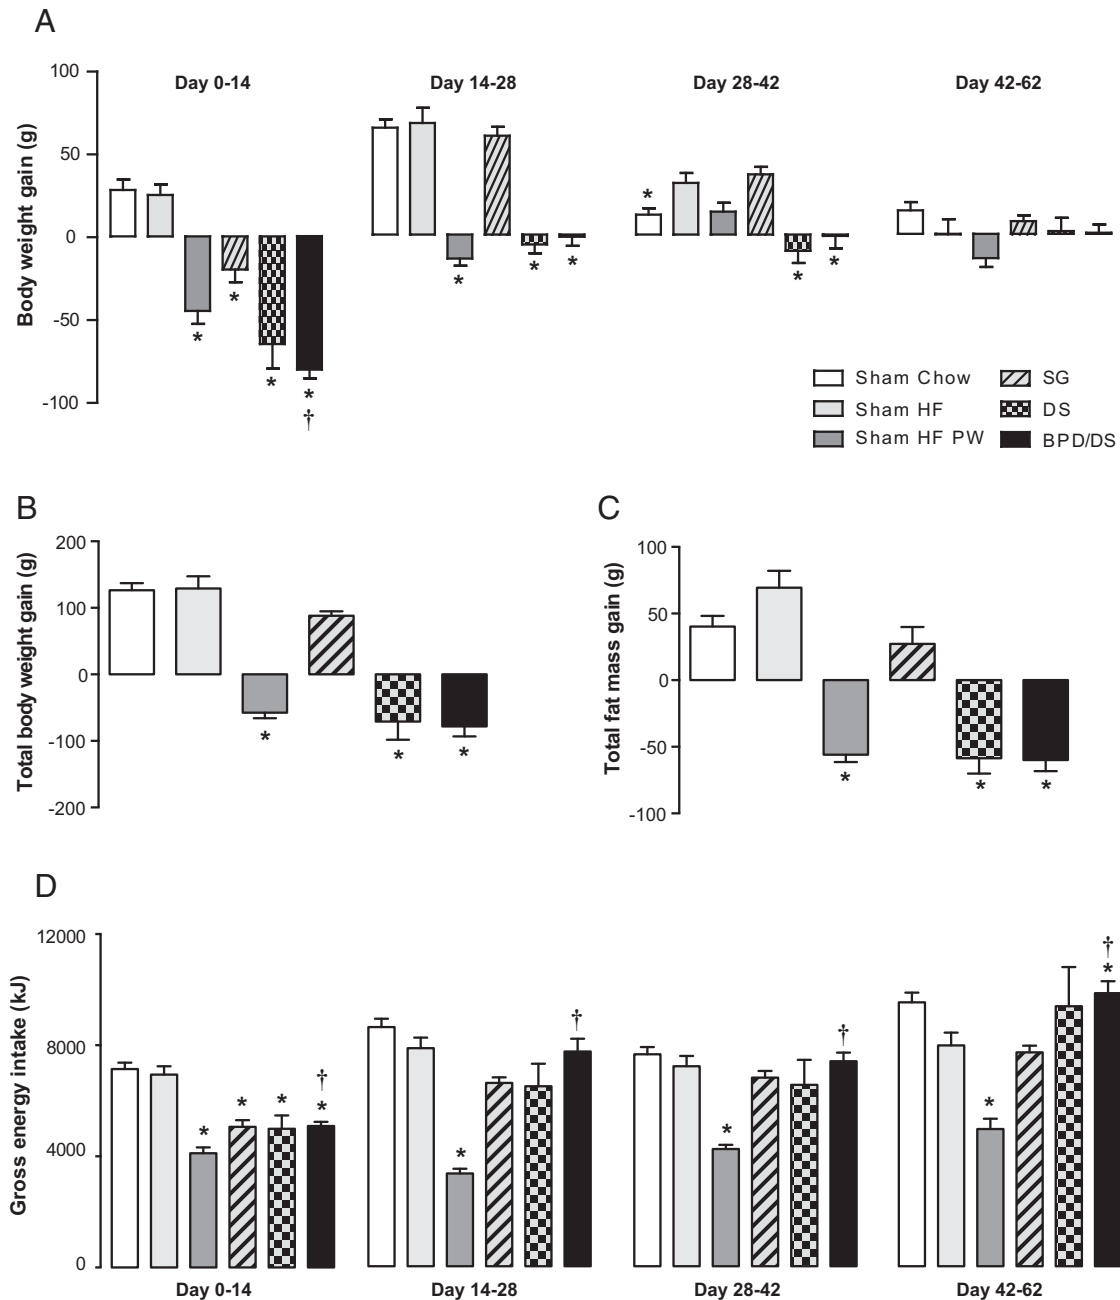 A
Body weight gain (g)
100
50
0
-50
-100
Day 0-14
Day 14-28
Day 28-42
Day 42-62
*
*
*
*
†
*
*
*
*
*
*
Sham Chow
Sham HF
Sham HF PW
SG
DS
BPD/DS
B
Total body weight gain (g)
200
100
0
-100
-200
*
*
*
C
Total fat mass gain (g)
100
50
0
-50
-100
*
*
*
D
Gross energy intake (kJ)
12000
8000
4000
0
*
*
*
†
*
*
†
*
†
*
†
*
Day 0-14
Day 14-28
Day 28-42
Day 42-62